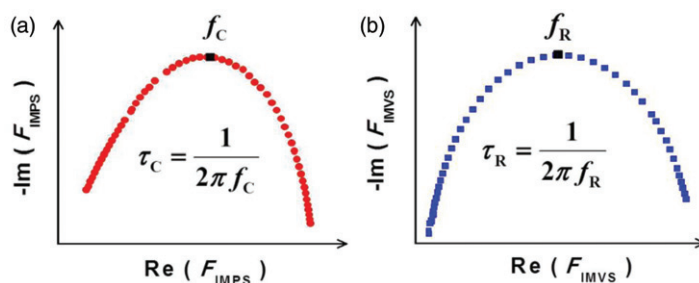 (a)
f_C
-Im ( F_IMPS )
τ_C = 1 / 2π f_C
Re ( F_IMPS )
(b)
f_R
-Im ( F_IMVS )
τ_R = 1 / 2π f_R
Re ( F_IMVS )